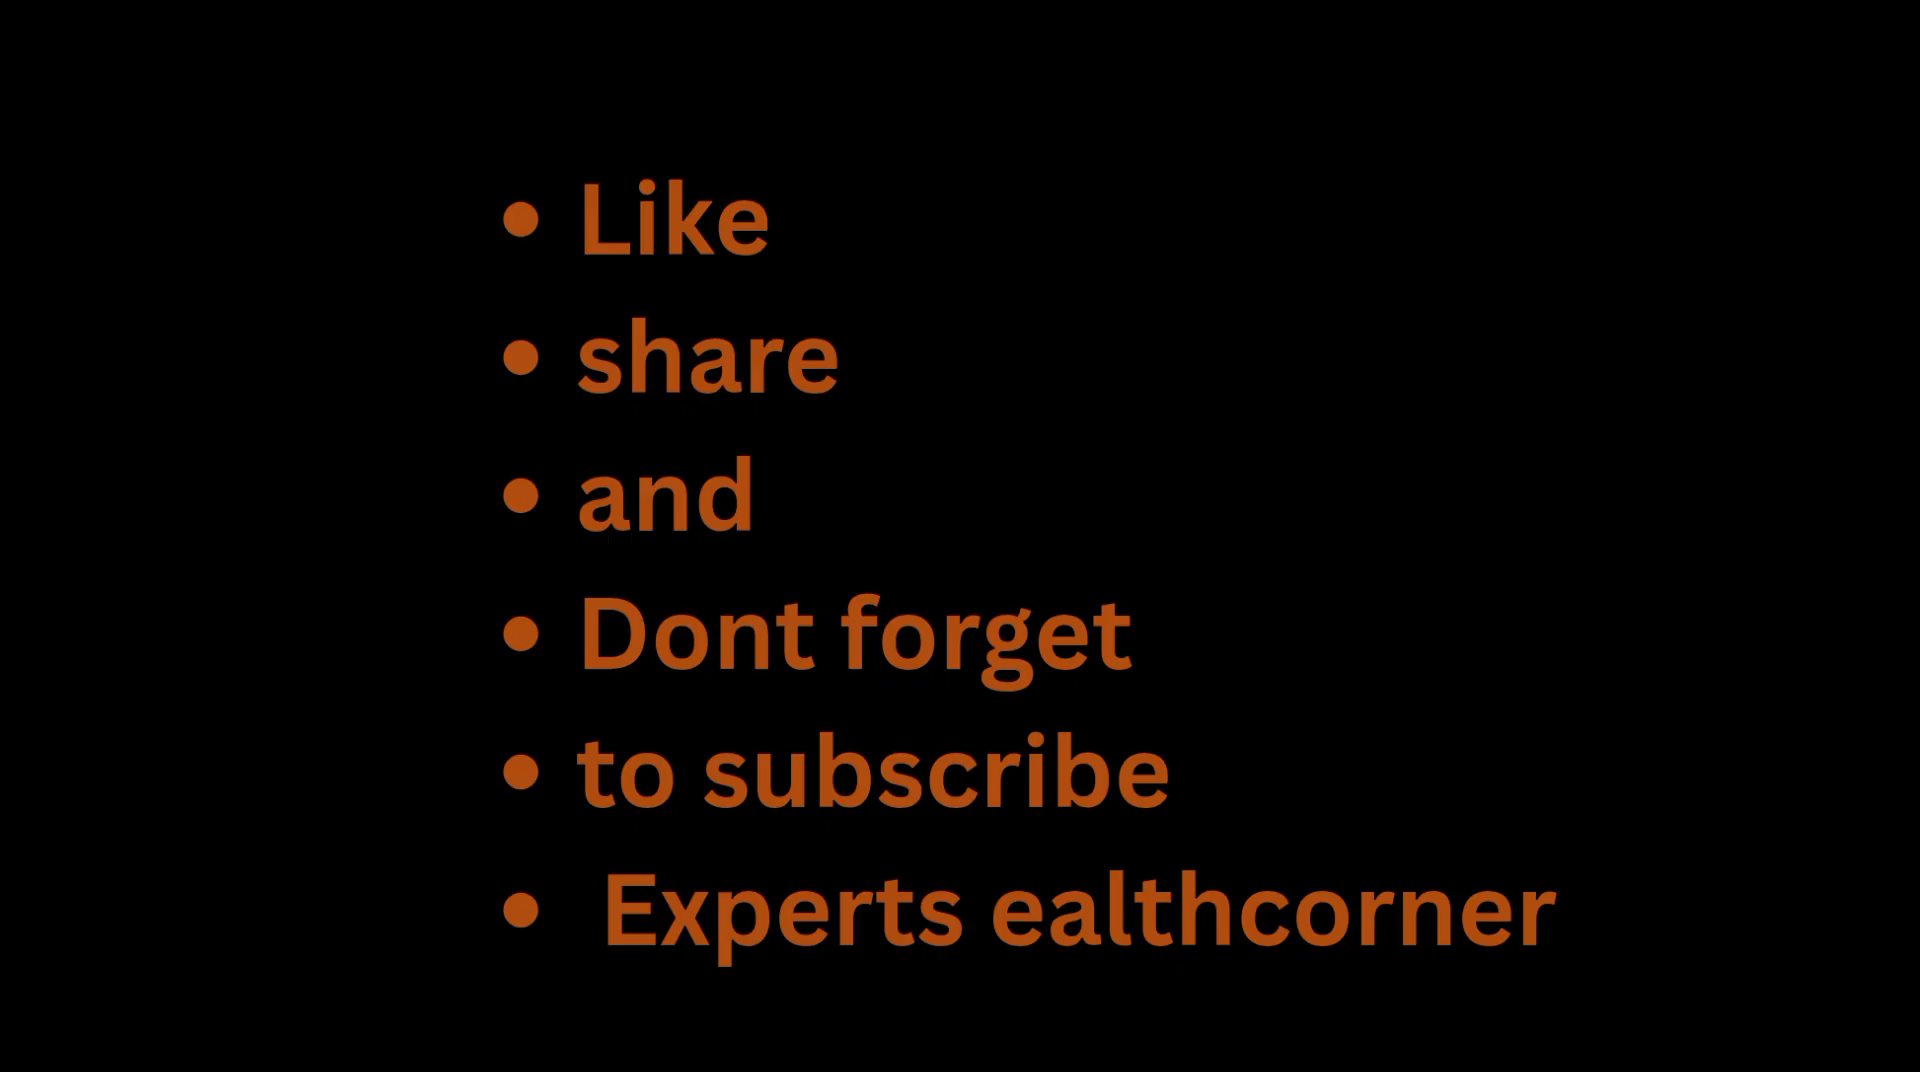 • Like
• share
• and
• Dont forget
• to subscribe
• Experts ealthcorner